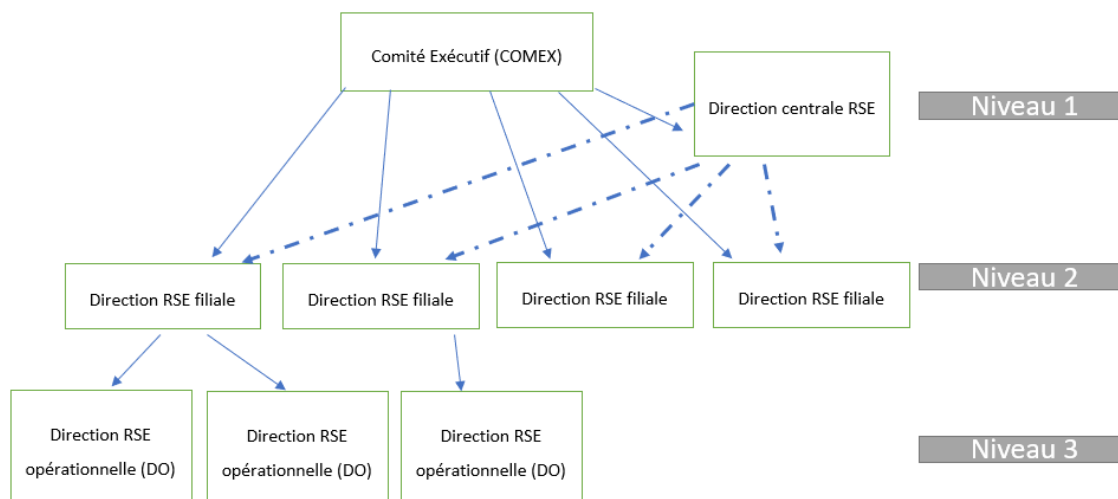 Comité Exécutif (COMEX)
Direction centrale RSE
Niveau 1
Direction RSE filiale
Direction RSE filiale
Direction RSE filiale
Direction RSE filiale
Niveau 2
Direction RSE
opérationnelle (DO)
Direction RSE
opérationnelle (DO)
Direction RSE
opérationnelle (DO)
Niveau 3